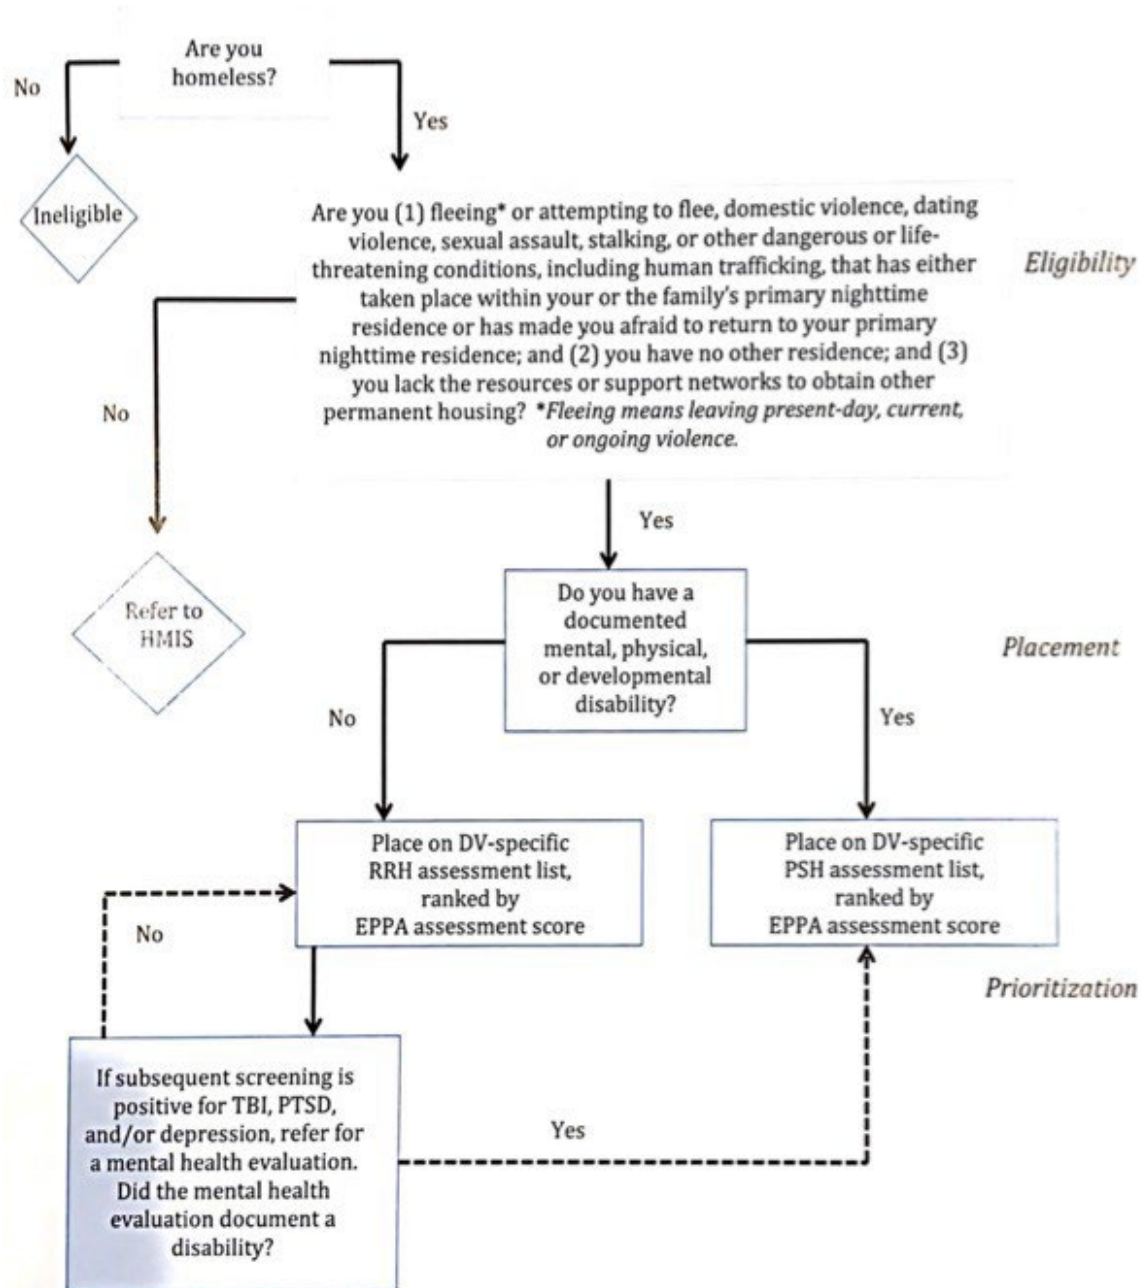 Are you
homeless?
No
Yes
Ineligible
Are you (1) fleeing* or attempting to flee, domestic violence, dating
violence, sexual assault, stalking, or other dangerous or life-
threatening conditions, including human trafficking, that has either
taken place within your or the family's primary nighttime
residence or has made you afraid to return to your primary
nighttime residence; and (2) you have no other residence; and (3)
you lack the resources or support networks to obtain other
permanent housing? *Fleeing means leaving present-day, current,
or ongoing violence.
Eligibility
No
Yes
Refer to
HMIS
Do you have a
documented
mental, physical,
or developmental
disability?
Placement
No
Yes
Place on DV-specific
RRH assessment list,
ranked by
EPPA assessment score
Place on DV-specific
PSH assessment list,
ranked by
EPPA assessment score
No
Prioritization
If subsequent screening is
positive for TBI, PTSD,
and/or depression, refer for
a mental health evaluation.
Did the mental health
evaluation document a
disability?
Yes